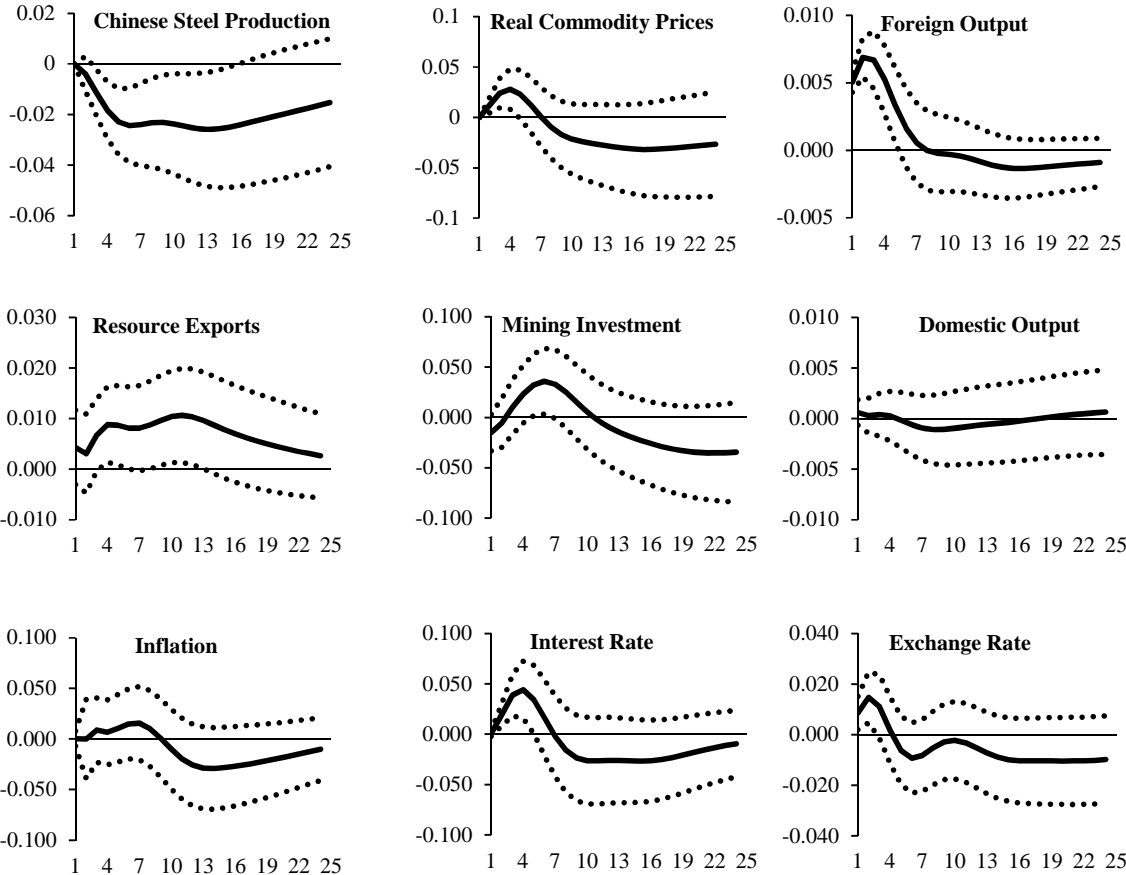 Chinese Steel Production
0.02
0
-0.02
-0.04
-0.06
1 4 7 10 13 16 19 22 25
Real Commodity Prices
0.1
0.05
0
-0.05
-0.1
1 4 7 10 13 16 19 22 25
Foreign Output
0.010
0.005
0.000
-0.005
1 4 7 10 13 16 19 22 25
Resource Exports
0.030
0.020
0.010
0.000
-0.010
1 4 7 10 13 16 19 22 25
Mining Investment
0.100
0.050
0.000
-0.050
-0.100
1 4 7 10 13 16 19 22 25
Domestic Output
0.010
0.005
0.000
-0.005
-0.010
1 4 7 10 13 16 19 22 25
Inflation
0.100
0.050
0.000
-0.050
-0.100
1 4 7 10 13 16 19 22 25
Interest Rate
0.100
0.050
0.000
-0.050
-0.100
1 4 7 10 13 16 19 22 25
Exchange Rate
0.040
0.020
0.000
-0.020
-0.040
1 4 7 10 13 16 19 22 25